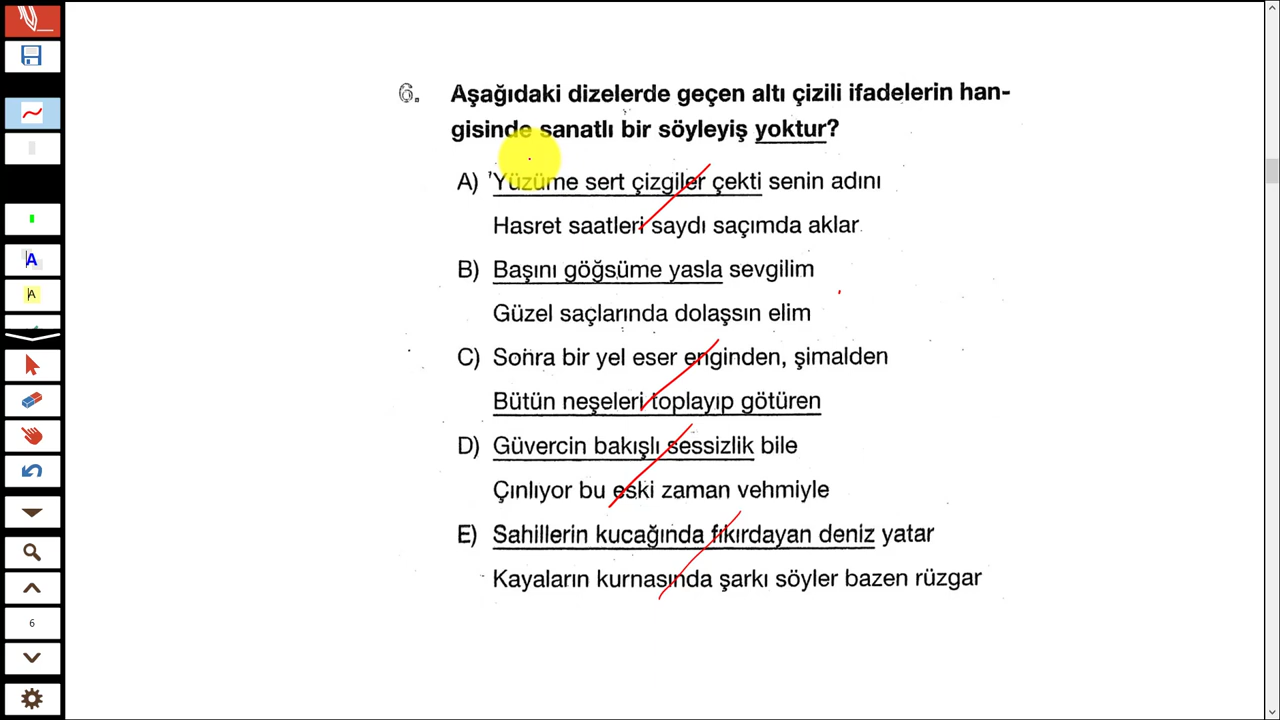 6. Aşağıdaki dizelerde geçen altı çizili ifadelerin han-
gisinde sanatlı bir söyleyiş yoktur?
A) 'Yüzüme sert çizgiler çekti senin adını
Hasret saatleri saydı saçımda aklar
B) Başını göğsüme yasla sevgilim
Güzel saçlarında dolaşsın elim
C) Sonra bir yel eser enginden, şimalden
Bütün neşeleri toplayıp götüren
D) Güvercin bakışlı sessizlik bile
Çınlıyor bu eski zaman vehmiyle
E) Sahillerin kucağında fıkırdayan deniz yatar
Kayaların kurnasında şarkı söyler bazen rüzgar
A
A
6